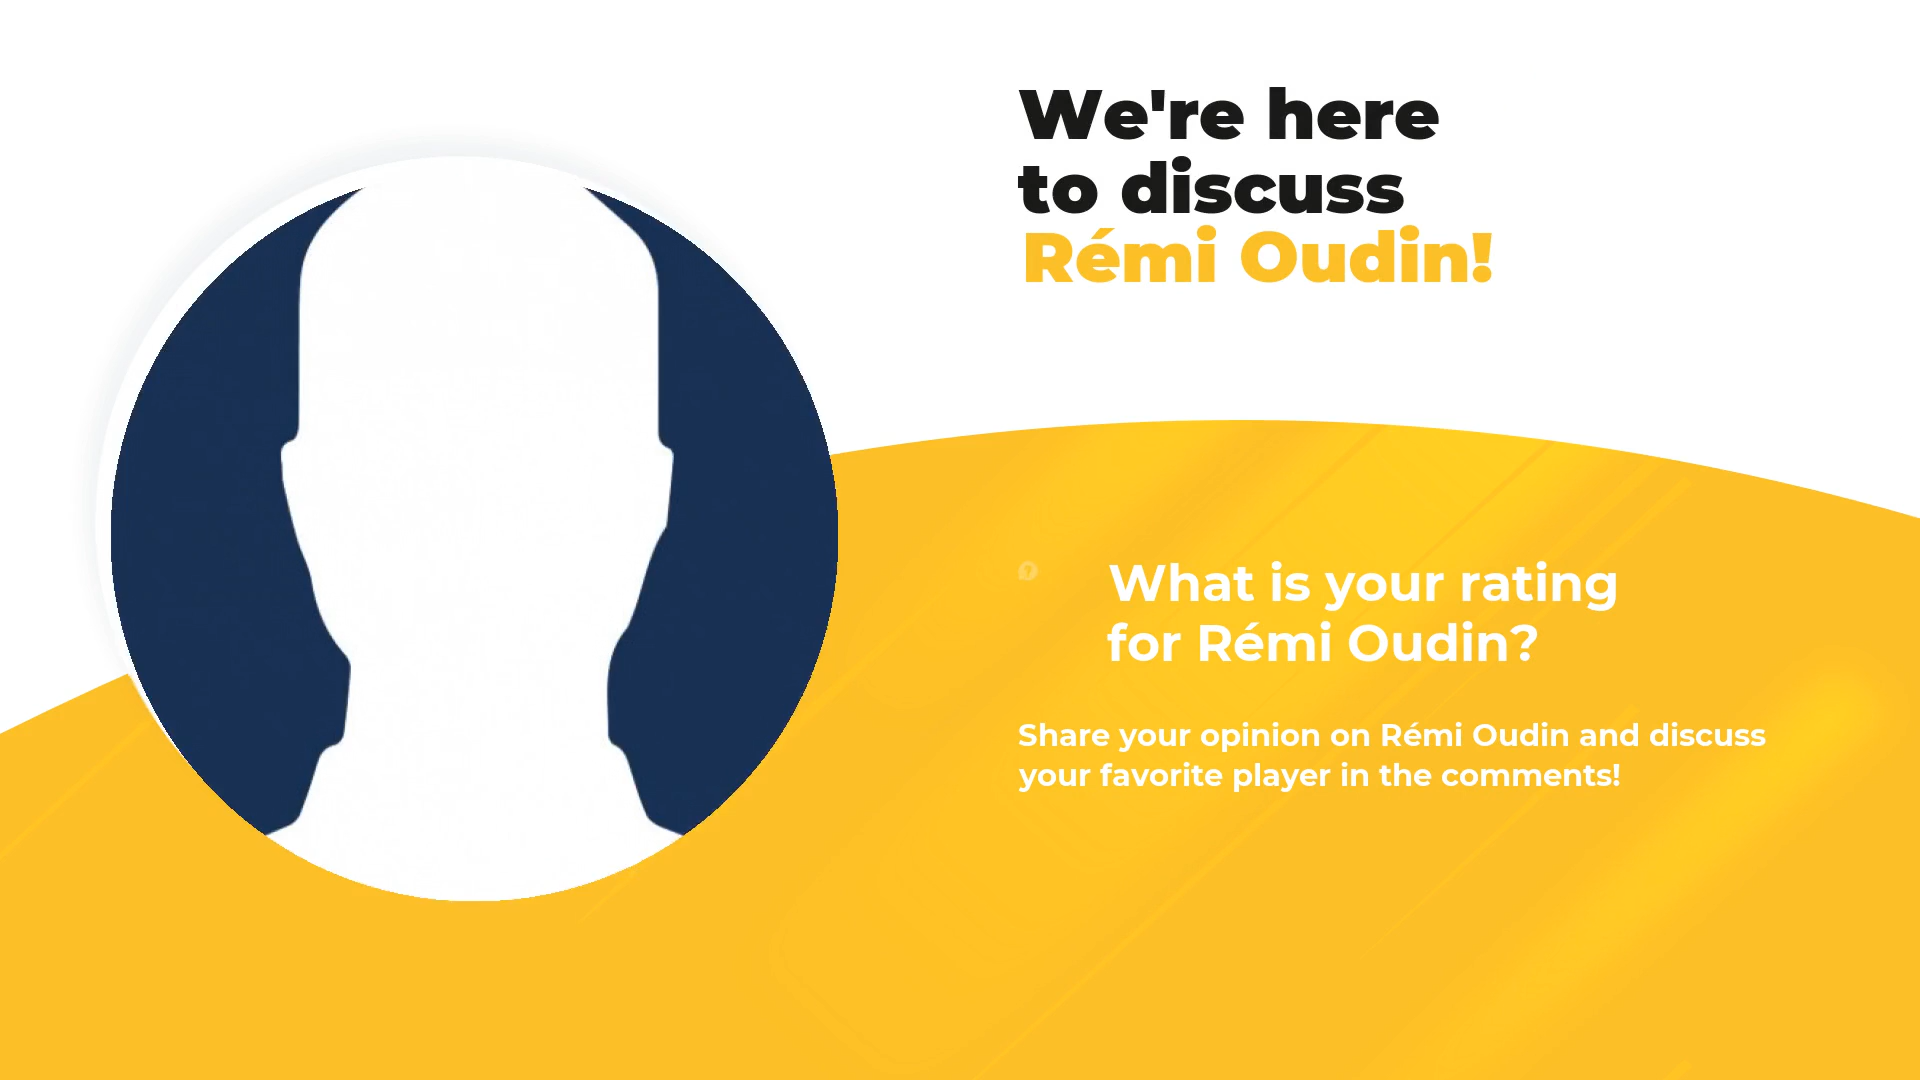 We're here
to discuss
Rémi Oudin!
What is your rating
for Rémi Oudin?
Share your opinion on Rémi Oudin and discuss
your favorite player in the comments!